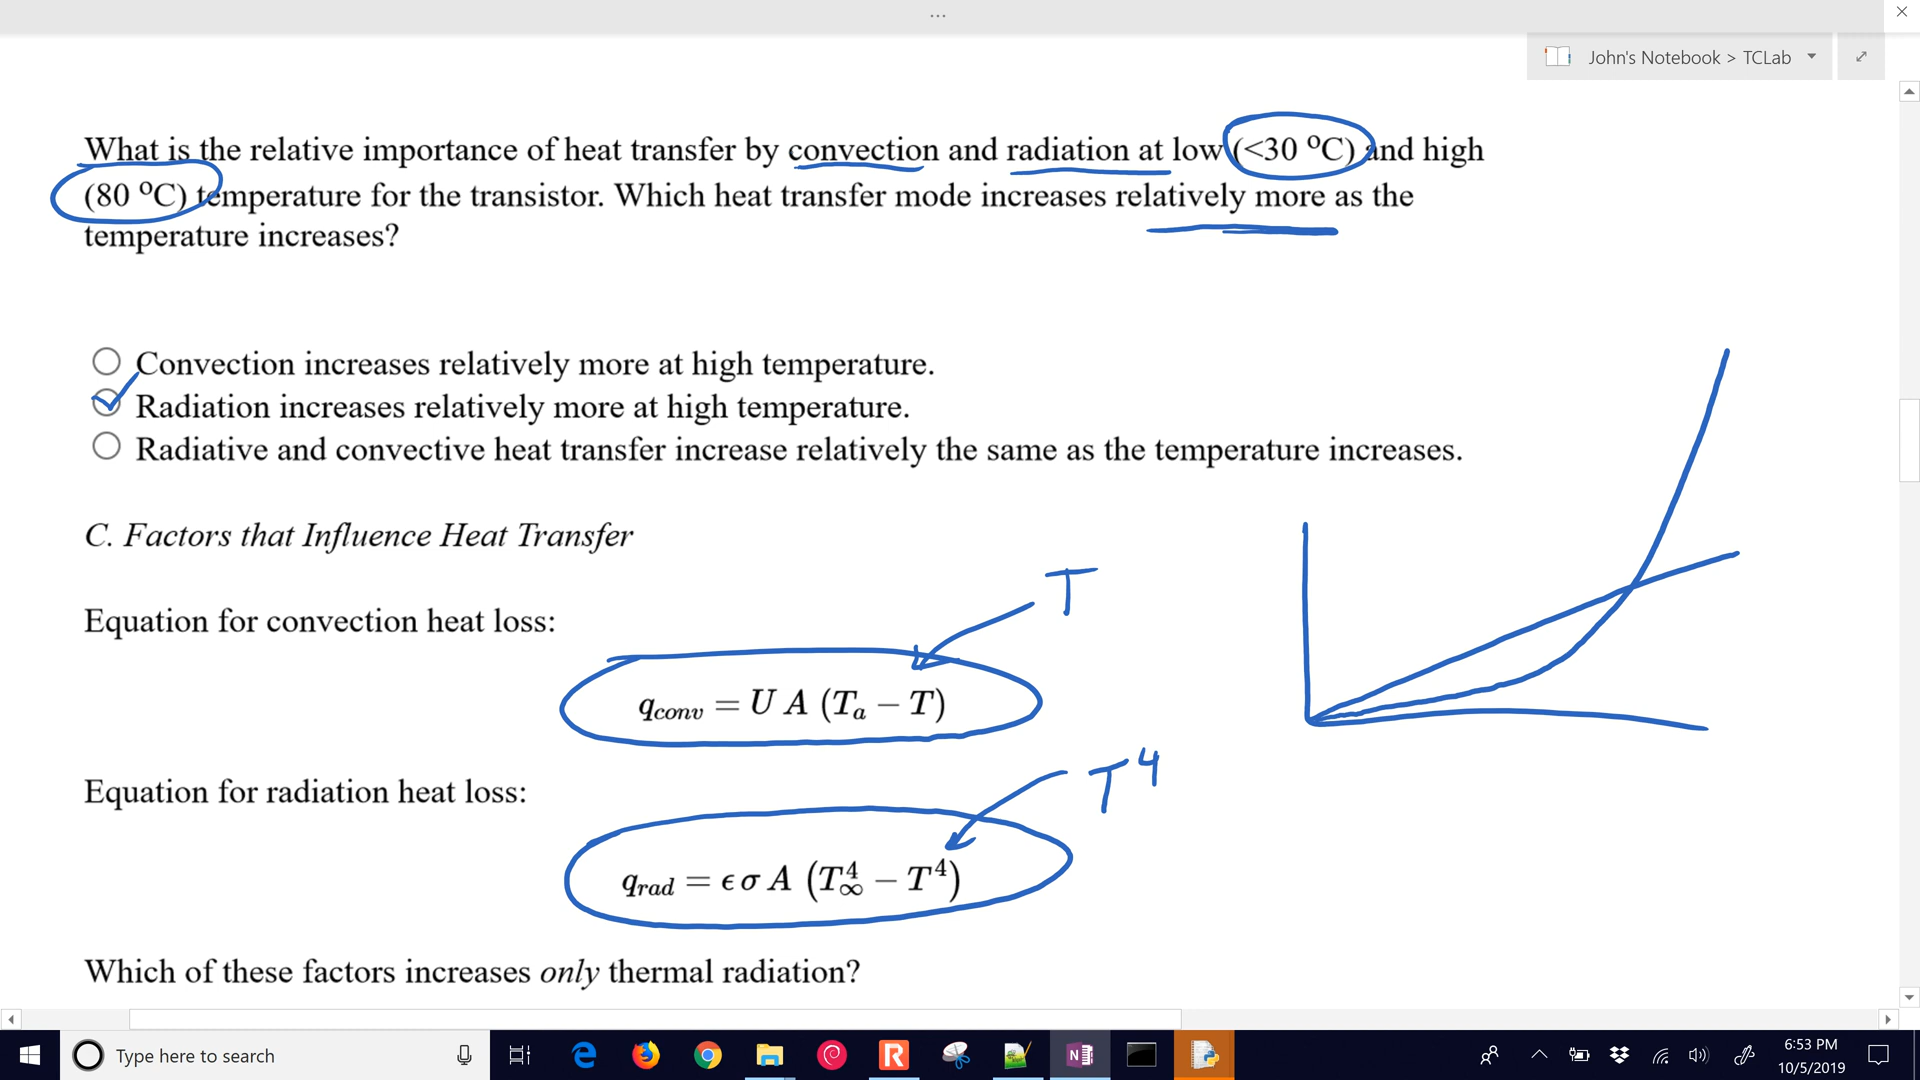 ...
John's Notebook > TCLab
What is the relative importance of heat transfer by convection and radiation at low (<30 °C) and high
(80 °C) temperature for the transistor. Which heat transfer mode increases relatively more as the
temperature increases?
Convection increases relatively more at high temperature.
Radiation increases relatively more at high temperature.
Radiative and convective heat transfer increase relatively the same as the temperature increases.
C. Factors that Influence Heat Transfer
T
Equation for convection heat loss:
q_conv = U A (T_a − T)
T⁴
Equation for radiation heat loss:
q_rad = ϵ σ A (T_∞⁴ − T⁴)
Which of these factors increases only thermal radiation?
Type here to search
6:53 PM
10/5/2019